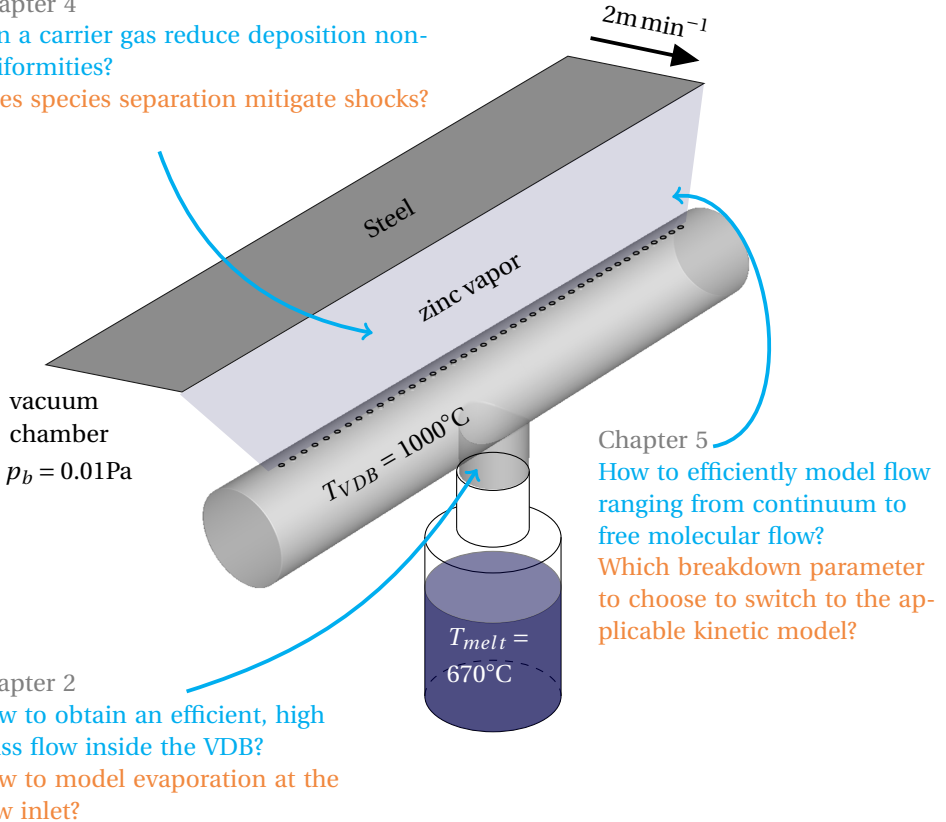 apter 4
n a carrier gas reduce deposition non-
iformities?
es species separation mitigate shocks?
2m min⁻¹
Steel
zinc vapor
vacuum
chamber
p_b = 0.01Pa
T_VDB = 1000°C
Chapter 5
How to efficiently model flow
ranging from continuum to
free molecular flow?
Which breakdown parameter
to choose to switch to the ap-
plicable kinetic model?
T_melt =
670°C
apter 2
w to obtain an efficient, high
ss flow inside the VDB?
w to model evaporation at the
w inlet?